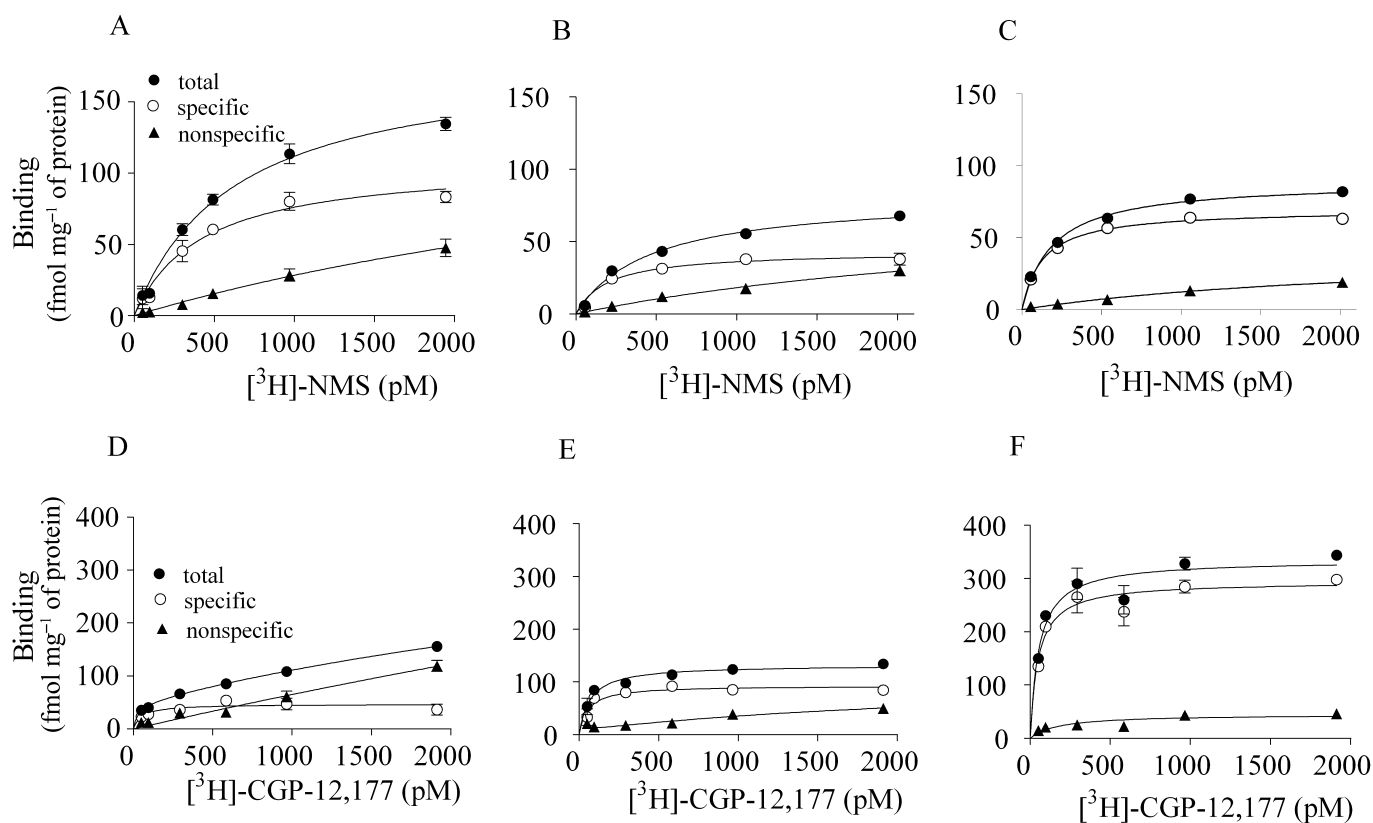 A
B
C
total
specific
nonspecific
Binding
(fmol mg⁻¹ of protein)
150
100
50
0
0 500 1000 1500 2000
[³H]-NMS (pM)
150
100
50
0
0 500 1000 1500 2000
[³H]-NMS (pM)
150
100
50
0
0 500 1000 1500 2000
[³H]-NMS (pM)
D
E
F
total
specific
nonspecific
Binding
(fmol mg⁻¹ of protein)
400
300
200
100
0
0 500 1000 1500 2000
[³H]-CGP-12,177 (pM)
400
300
200
100
0
0 500 1000 1500 2000
[³H]-CGP-12,177 (pM)
400
300
200
100
0
0 500 1000 1500 2000
[³H]-CGP-12,177 (pM)